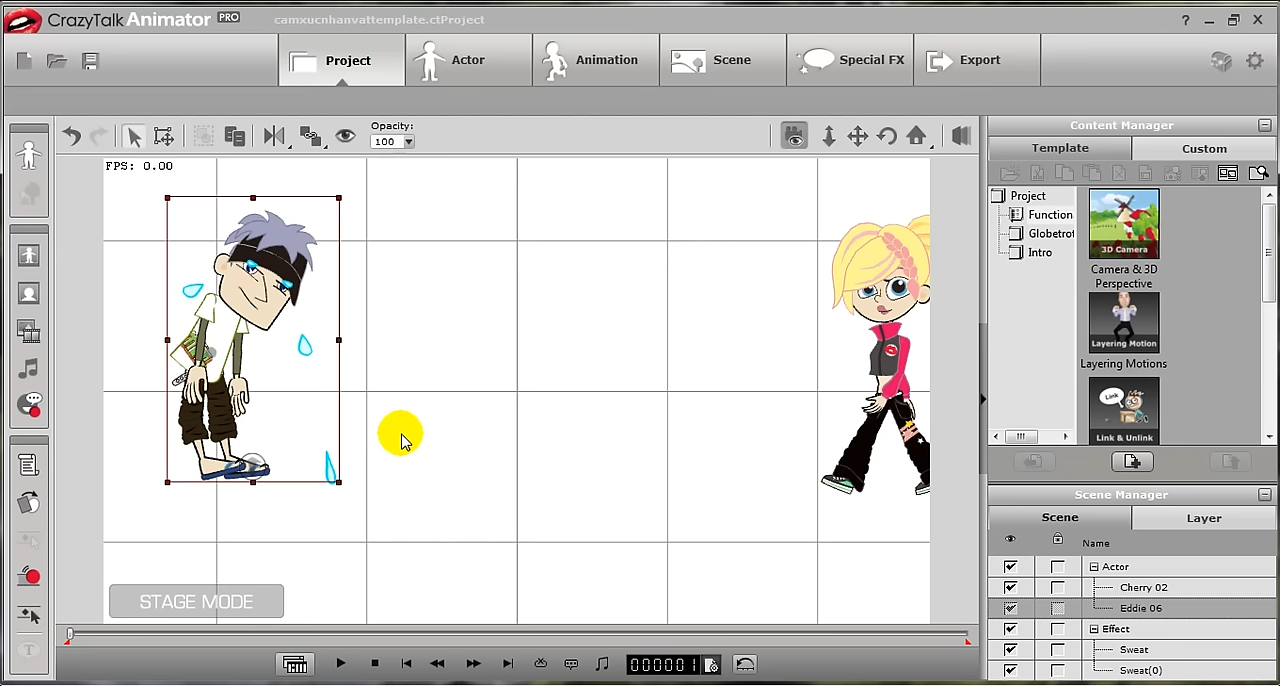 CrazyTalk Animator PRO
camxucnhanvattemplate.ctProject
?
Project
Actor
Animation
Scene
Special FX
Export
Opacity:
100
FPS: 0.00
STAGE MODE
000001
Content Manager
Template
Custom
Project
Function
Globetrot
Intro
3D Camera
Camera & 3D
Perspective
Layering Motion
Layering Motions
Link
Link & Unlink
Scene Manager
Scene
Layer
Name
Actor
Cherry 02
Eddie 06
Effect
Sweat
Sweat(0)
T